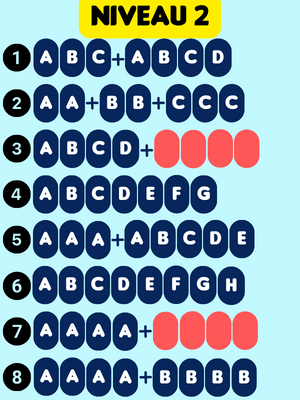 NIVEAU 2
1 ABC+ABCD
2 AA+BB+CCC
3 ABCD+
4 ABCDEFG
5 AAA+ABCDE
6 ABCDEFGH
7 AAAA+
8 AAAA+BBBB